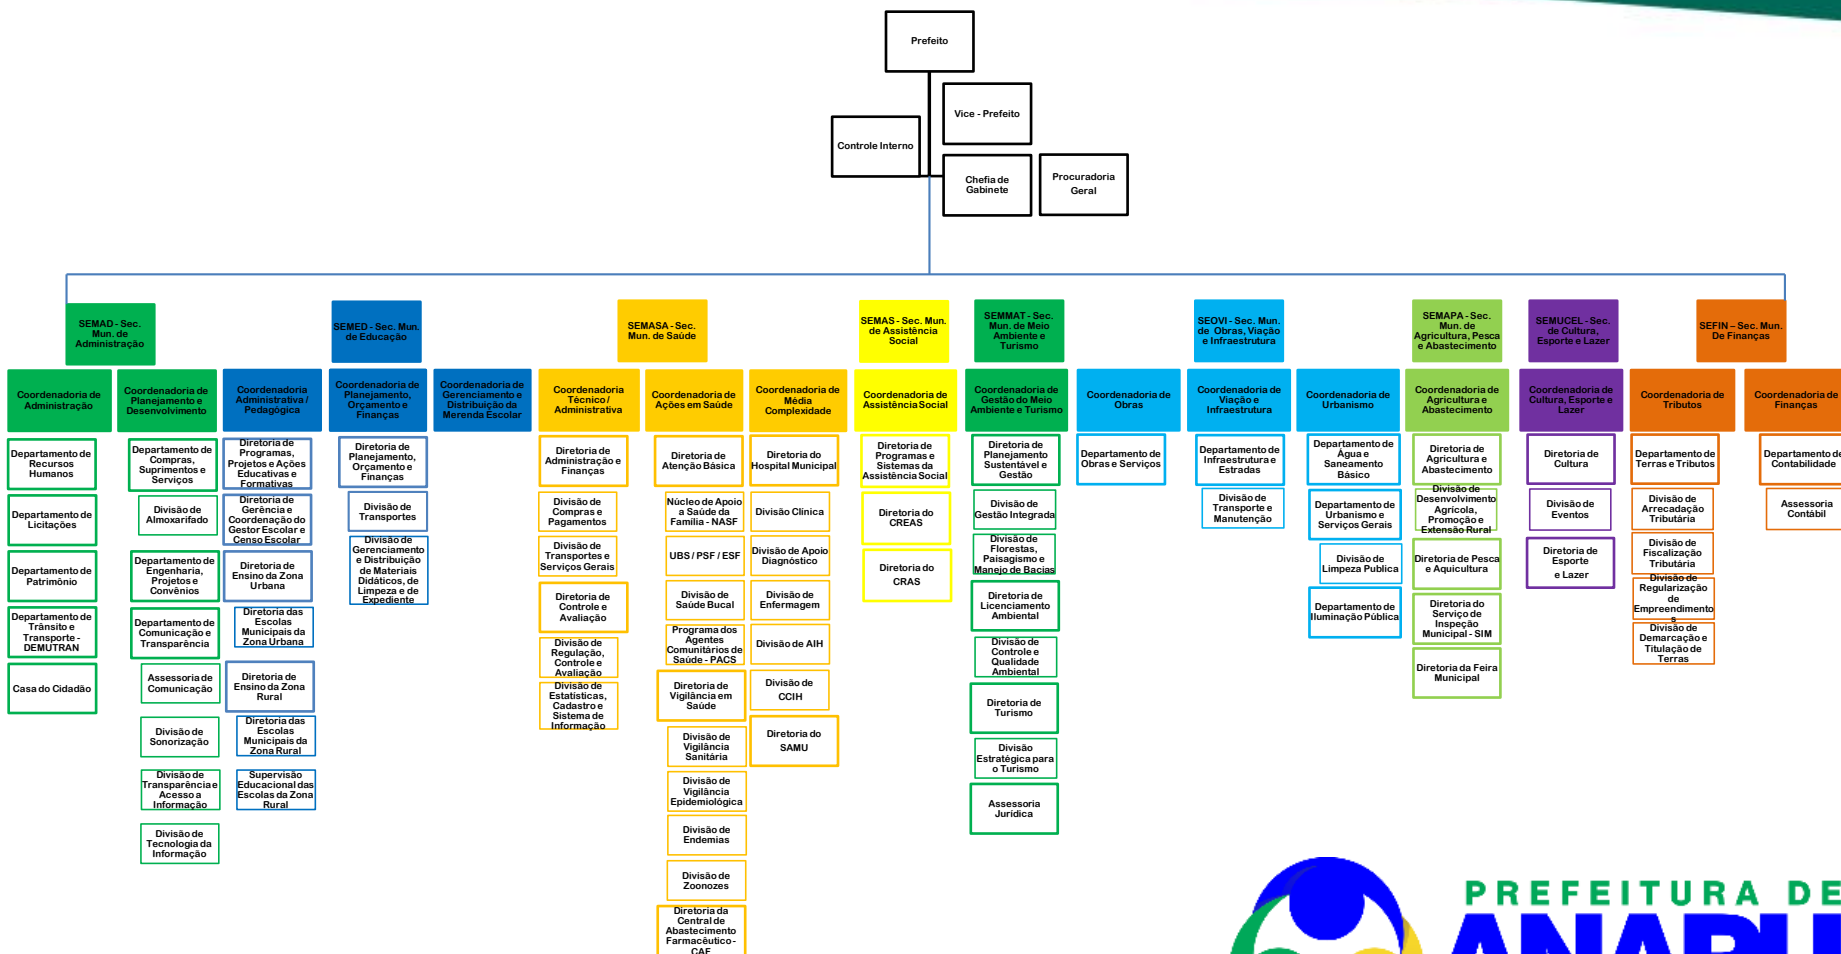 Prefeito
Vice - Prefeito
Controle Interno
Chefia de
Gabinete
Procuradoria
Geral
SEMAD - Sec.
Mun. de
Administração
SEMED - Sec. Mun.
de Educação
SEMASA - Sec.
Mun. de Saúde
SEMAS - Sec. Mun.
de Assistência
Social
SEMMAT - Sec.
Mun. de Meio
Ambiente e
Turismo
SEOVI - Sec. Mun.
de Obras, Viação
e Infraestrutura
SEMAPA - Sec.
Mun. de
Agricultura, Pesca
e Abastecimento
SEMUCEL - Sec.
de Cultura,
Esporte e Lazer
SEFIN – Sec. Mun.
De Finanças
Coordenadoria de
Administração
Coordenadoria de
Planejamento e
Desenvolvimento
Coordenadoria
Administrativa /
Pedagógica
Coordenadoria de
Planejamento,
Orçamento e
Finanças
Coordenadoria de
Gerenciamento e
Distribuição da
Merenda Escolar
Coordenadoria
Técnico /
Administrativa
Coordenadoria de
Ações em Saúde
Coordenadoria de
Média
Complexidade
Coordenadoria de
Assistência Social
Coordenadoria de
Gestão do Meio
Ambiente e Turismo
Coordenadoria de
Obras
Coordenadoria de
Viação e
Infraestrutura
Coordenadoria de
Urbanismo
Coordenadoria de
Agricultura e
Abastecimento
Coordenadoria de
Cultura, Esporte e
Lazer
Coordenadoria de
Tributos
Coordenadoria de
Finanças
Departamento de
Recursos
Humanos
Departamento de
Licitações
Departamento de
Patrimônio
Departamento de
Trânsito e
Transporte -
DEMUTRAN
Casa do Cidadão
Departamento de
Compras,
Suprimentos e
Serviços
Divisão de
Almoxarifado
Departamento de
Engenharia,
Projetos e
Convênios
Departamento de
Comunicação e
Transparência
Assessoria de
Comunicação
Divisão de
Sonorização
Divisão de
Transparência e
Acesso a
Informação
Divisão de
Tecnologia da
Informação
Diretoria de
Programas,
Projetos e Ações
Educativas e
Formativas
Diretoria de
Gerência e
Coordenação do
Gestor Escolar e
Censo Escolar
Diretoria de
Ensino da Zona
Urbana
Diretoria das
Escolas
Municipais da
Zona Urbana
Diretoria de
Ensino da Zona
Rural
Diretoria das
Escolas
Municipais da
Zona Rural
Supervisão
Educacional das
Escolas da Zona
Rural
Diretoria de
Planejamento,
Orçamento e
Finanças
Divisão de
Transportes
Divisão de
Gerenciamento
e Distribuição
de Materiais
Didáticos, de
Limpeza e de
Expediente
Diretoria de
Administração e
Finanças
Divisão de
Compras e
Pagamentos
Divisão de
Transportes e
Serviços Gerais
Diretoria de
Controle e
Avaliação
Divisão de
Regulação,
Controle e
Avaliação
Divisão de
Estatísticas,
Cadastro e
Sistema de
Informação
Diretoria de
Atenção Básica
Núcleo de Apoio
a Saúde da
Família - NASF
UBS / PSF / ESF
Divisão de
Saúde Bucal
Programa dos
Agentes
Comunitários de
Saúde - PACS
Diretoria de
Vigilância em
Saúde
Divisão de
Vigilância
Sanitária
Divisão de
Vigilância
Epidemiológica
Divisão de
Endemias
Divisão de
Zoonozes
Diretoria da
Central de
Abastecimento
Farmacêutico -
CAF
Diretoria do
Hospital Municipal
Divisão Clínica
Divisão de Apoio
Diagnóstico
Divisão de
Enfermagem
Divisão de AIH
Divisão de
CCIH
Diretoria do
SAMU
Diretoria de
Programas e
Sistemas da
Assistência Social
Diretoria do
CREAS
Diretoria do
CRAS
Diretoria de
Planejamento
Sustentável e
Gestão
Divisão de
Gestão Integrada
Divisão de
Florestas,
Paisagismo e
Manejo de Bacias
Diretoria de
Licenciamento
Ambiental
Divisão de
Controle e
Qualidade
Ambiental
Diretoria de
Turismo
Divisão
Estratégica para
o Turismo
Assessoria
Jurídica
Departamento de
Obras e Serviços
Departamento de
Infraestrutura e
Estradas
Divisão de
Transporte e
Manutenção
Departamento de
Água e
Saneamento
Básico
Departamento de
Urbanismo e
Serviços Gerais
Divisão de
Limpeza Publica
Departamento de
Iluminação Pública
Diretoria de
Agricultura e
Abastecimento
Divisão de
Desenvolvimento
Agrícola,
Promoção e
Extensão Rural
Diretoria de Pesca
e Aquicultura
Diretoria do
Serviço de
Inspeção
Municipal - SIM
Diretoria da Feira
Municipal
Diretoria de
Cultura
Divisão de
Eventos
Diretoria de
Esporte
e Lazer
Departamento de
Terras e Tributos
Divisão de
Arrecadação
Tributária
Divisão de
Fiscalização
Tributária
Divisão de
Regularização
de
Empreendimento
s
Divisão de
Demarcação e
Titulação de
Terras
Departamento de
Contabilidade
Assessoria
Contábil
PREFEITURA DE